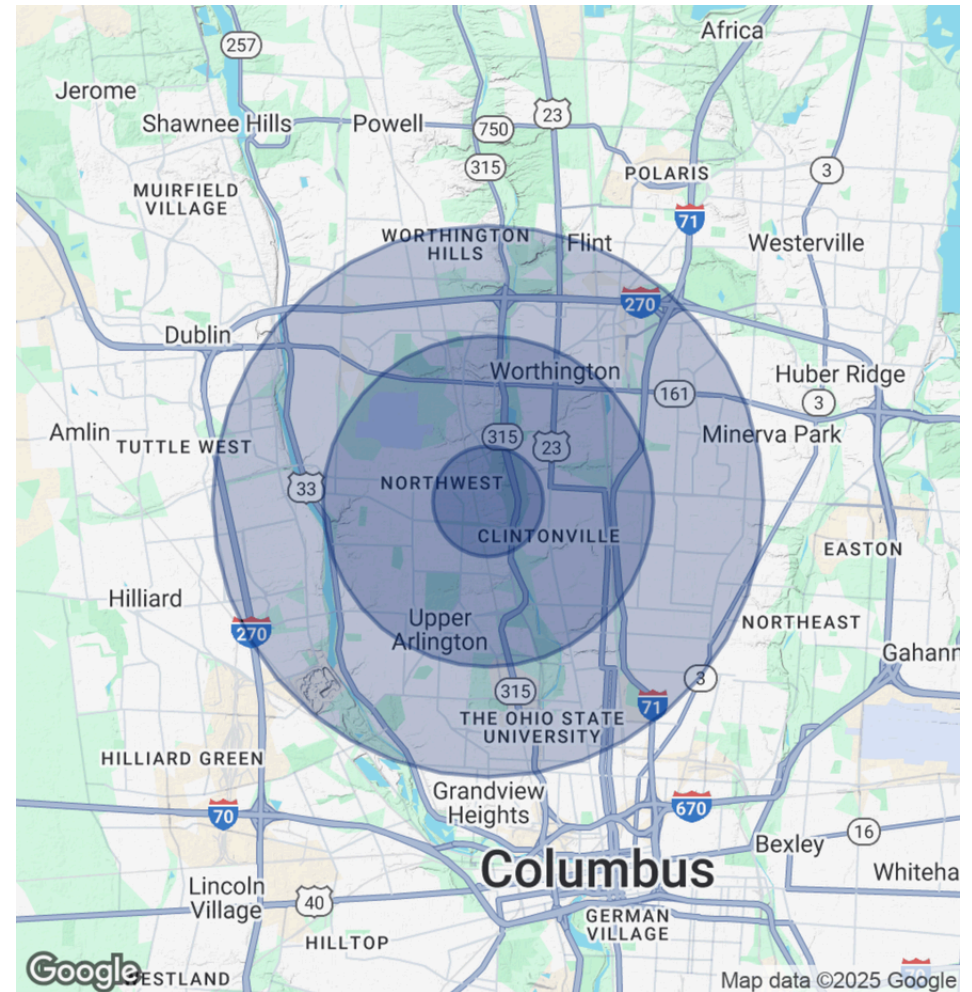 Africa
257
Jerome
Shawnee Hills
Powell
750
23
315
POLARIS
3
MUIRFIELD
VILLAGE
71
WORTHINGTON
HILLS
Flint
Westerville
270
Dublin
Worthington
Huber Ridge
161
3
Amlin
TUTTLE WEST
315
23
Minerva Park
33
NORTHWEST
CLINTONVILLE
EASTON
Hilliard
Upper
Arlington
NORTHEAST
270
Gahann
3
315
71
THE OHIO STATE
UNIVERSITY
HILLIARD GREEN
Grandview
Heights
70
670
16
Bexley
Columbus
Whiteha
Lincoln
Village
40
GERMAN
VILLAGE
HILLTOP
Google
WESTLAND
70
Map data ©2025 Google